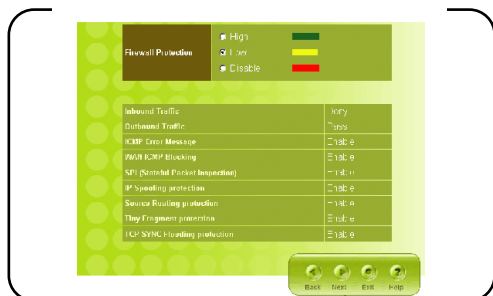 High
Firewall Protection Low
Disable
Inbound Traffic Deny
Outbound Traffic Pass
ICMP Error Message Enable
WAN ICMP Blocking Enable
SPI (Stateful Packet Inspection) Enable
IP Spoofing protection Enable
Source Routing protection Enable
Tiny Fragment protection Enable
TCP SYNC Flooding protection Enable
Back Next Exit Help